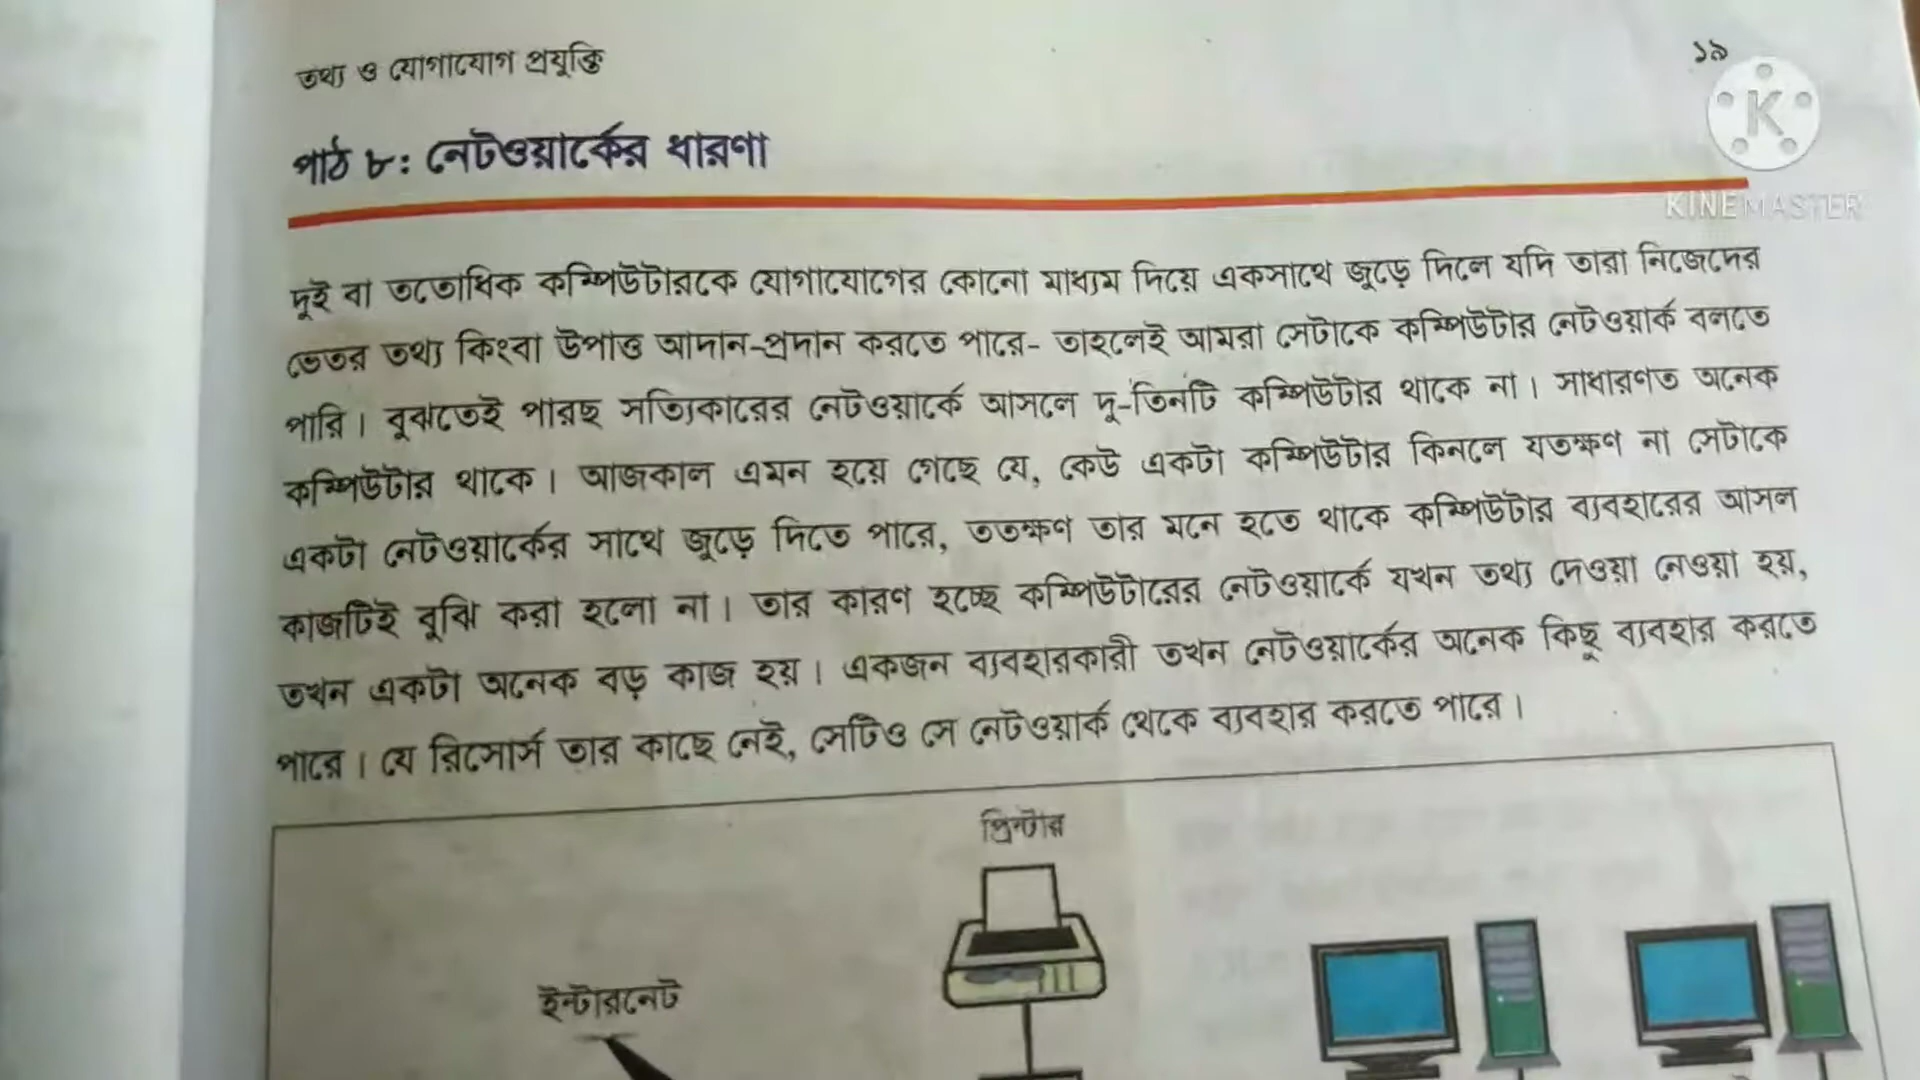 তথ্য ও যোগাযোগ প্রযুক্তি
১৯
পাঠ ৮: নেটওয়ার্কের ধারণা
K
KINEMASTER
দুই বা ততোধিক কম্পিউটারকে যোগাযোগের কোনো মাধ্যম দিয়ে একসাথে জুড়ে দিলে যদি তারা নিজেদের
ভেতর তথ্য কিংবা উপাত্ত আদান-প্রদান করতে পারে- তাহলেই আমরা সেটাকে কম্পিউটার নেটওয়ার্ক বলতে
পারি। বুঝতেই পারছ সত্যিকারের নেটওয়ার্কে আসলে দু-তিনটি কম্পিউটার থাকে না। সাধারণত অনেক
কম্পিউটার থাকে। আজকাল এমন হয়ে গেছে যে, কেউ একটা কম্পিউটার কিনলে যতক্ষণ না সেটাকে
একটা নেটওয়ার্কের সাথে জুড়ে দিতে পারে, ততক্ষণ তার মনে হতে থাকে কম্পিউটার ব্যবহারের আসল
কাজটিই বুঝি করা হলো না। তার কারণ হচ্ছে কম্পিউটারের নেটওয়ার্কে যখন তথ্য দেওয়া নেওয়া হয়,
তখন একটা অনেক বড় কাজ হয়। একজন ব্যবহারকারী তখন নেটওয়ার্কের অনেক কিছু ব্যবহার করতে
পারে। যে রিসোর্স তার কাছে নেই, সেটিও সে নেটওয়ার্ক থেকে ব্যবহার করতে পারে।
প্রিন্টার
ইন্টারনেট